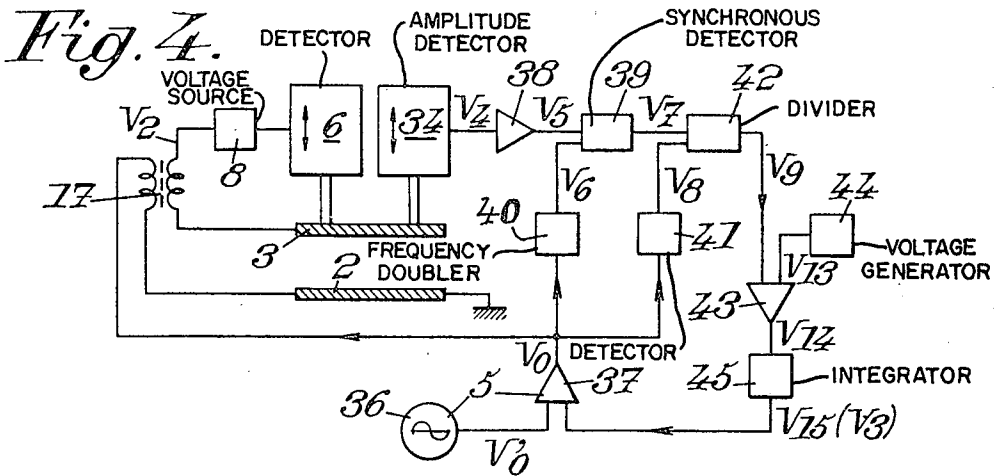 Fig. 4.
DETECTOR
AMPLITUDE
DETECTOR
SYNCHRONOUS
DETECTOR
VOLTAGE
SOURCE
38
39
42
DIVIDER
V2
6
34
V4
V5
V7
8
17
V6
V8
V9
44
40
41
VOLTAGE
GENERATOR
3
FREQUENCY
DOUBLER
V13
2
43
V14
V0
DETECTOR
45
INTEGRATOR
36
5
37
V15 (V3)
V'0